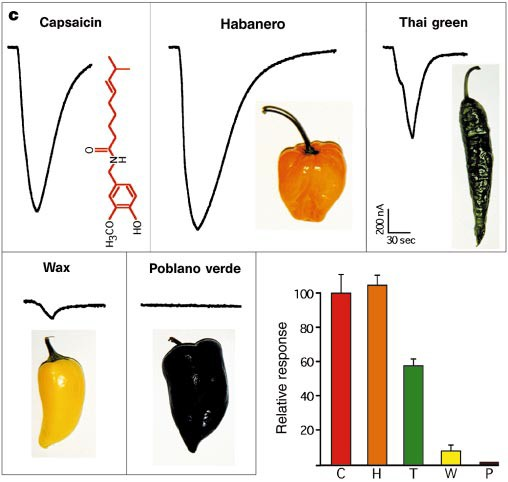 c
Capsaicin
Habanero
Thai green
O
N
H
H₃CO
HO
200 nA
30 sec
Wax
Poblano verde
Relative response
100
80
60
40
20
C H T W P